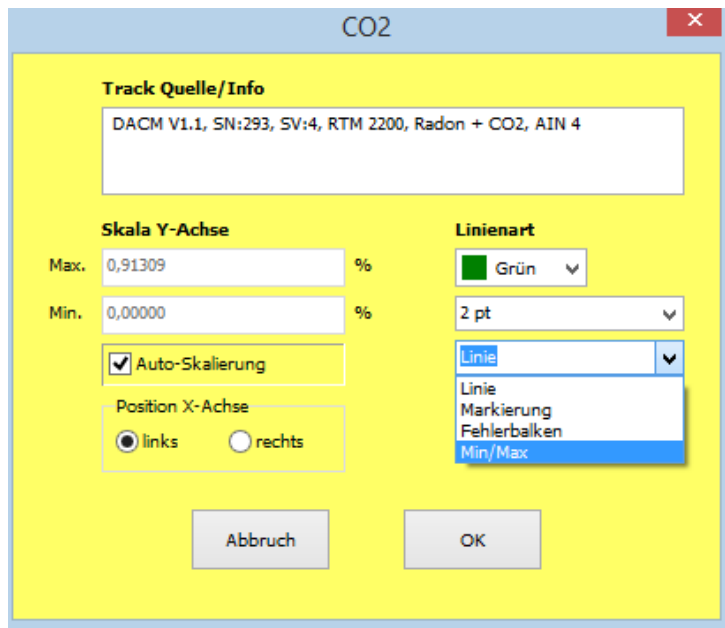 CO2
Track Quelle/Info
DACM V1.1, SN:293, SV:4, RTM 2200, Radon + CO2, AIN 4
Skala Y-Achse
Linienart
Max. 0,91309 %
Grün
Min. 0,00000 %
2 pt
Auto-Skalierung
Linie
Linie
Markierung
Fehlerbalken
Min/Max
Position X-Achse
links rechts
Abbruch OK